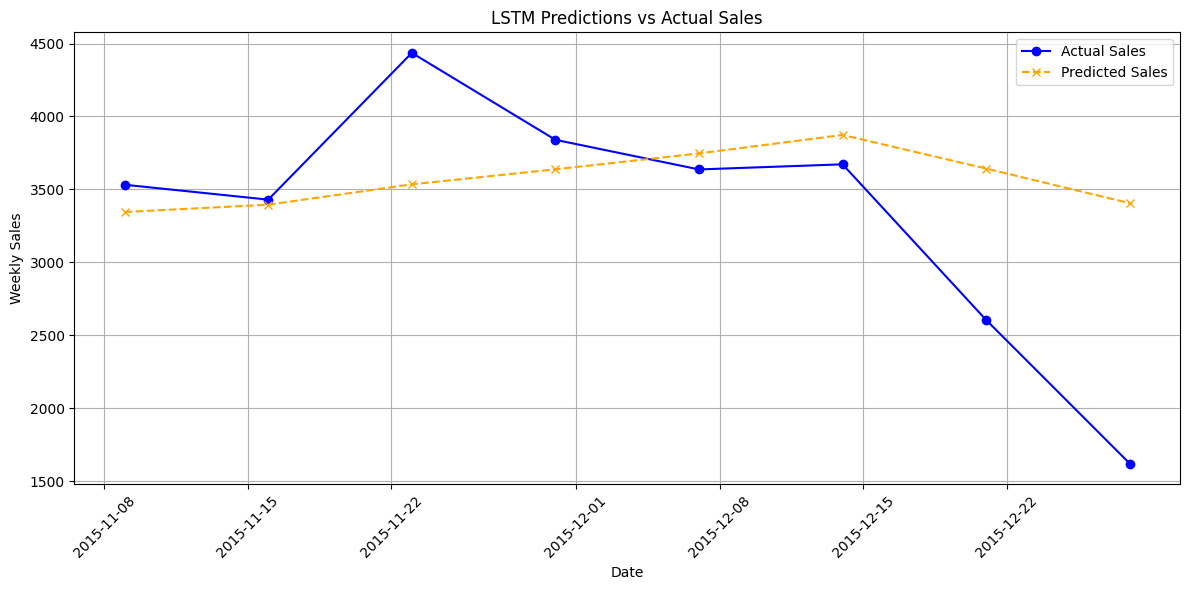 LSTM Predictions vs Actual Sales
Actual Sales
Predicted Sales
Weekly Sales
4500
4000
3500
3000
2500
2000
1500
2015-11-08
2015-11-15
2015-11-22
2015-12-01
2015-12-08
2015-12-15
2015-12-22
Date